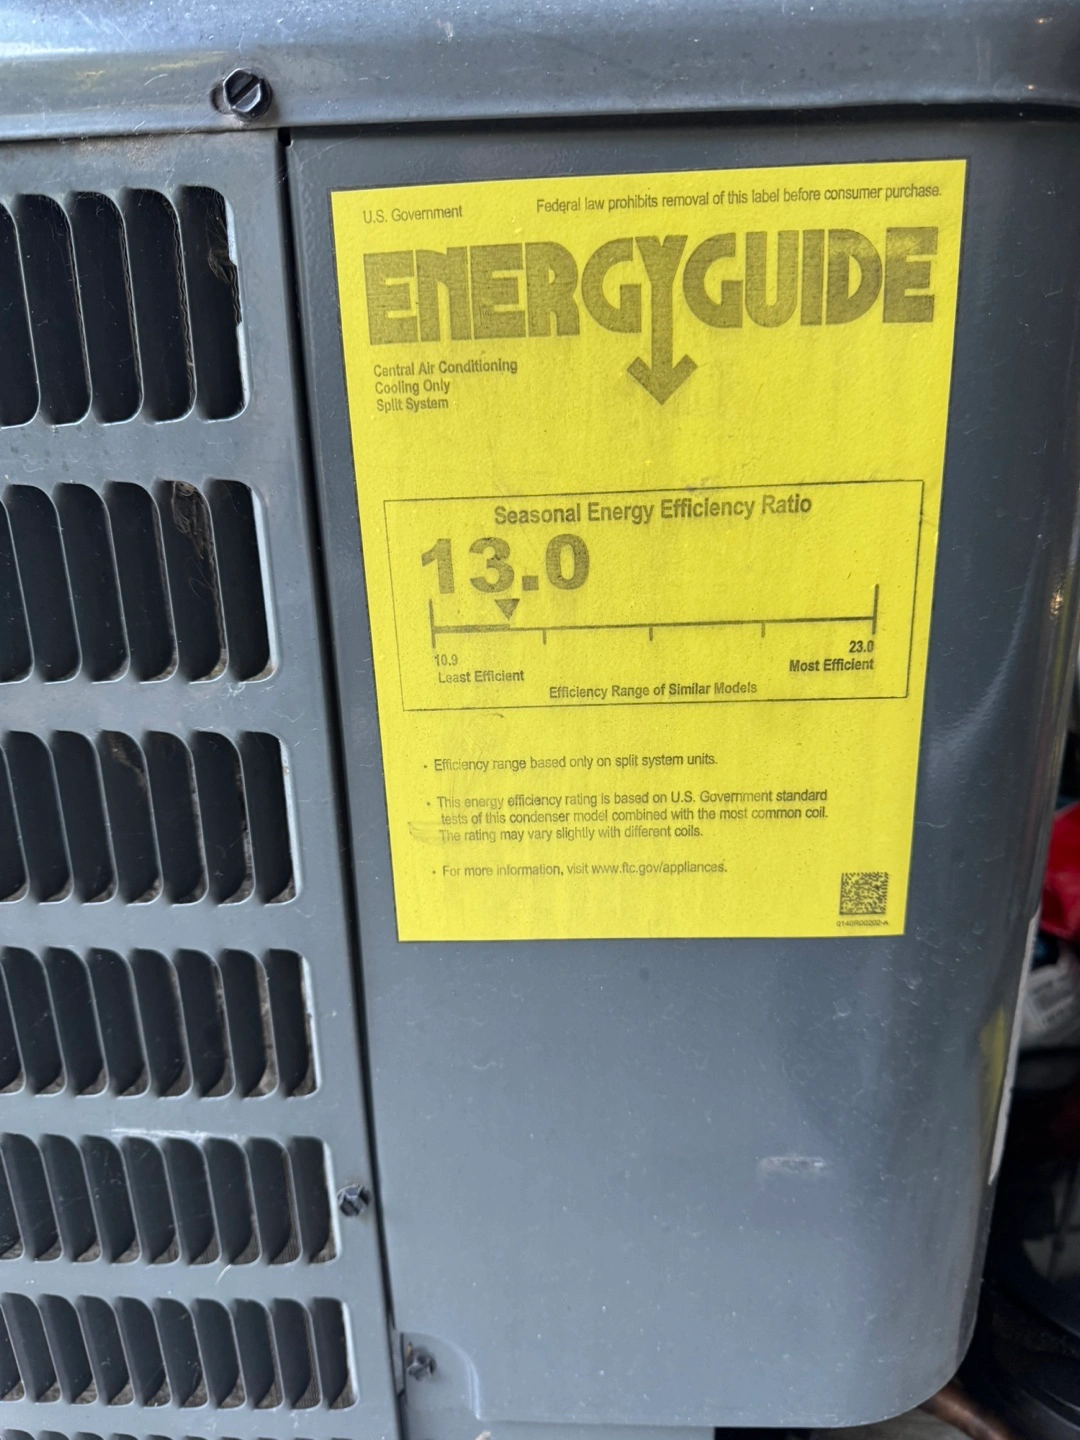 U.S. Government
Federal law prohibits removal of this label before consumer purchase.
ENERGYGUIDE
Central Air Conditioning
Cooling Only
Split System
Seasonal Energy Efficiency Ratio
13.0
10.9
Least Efficient
23.0
Most Efficient
Efficiency Range of Similar Models
• Efficiency range based only on split system units.
• This energy efficiency rating is based on U.S. Government standard
tests of this condenser model combined with the most common coil.
The rating may vary slightly with different coils.
• For more information, visit www.ftc.gov/appliances.
0140R00202-A